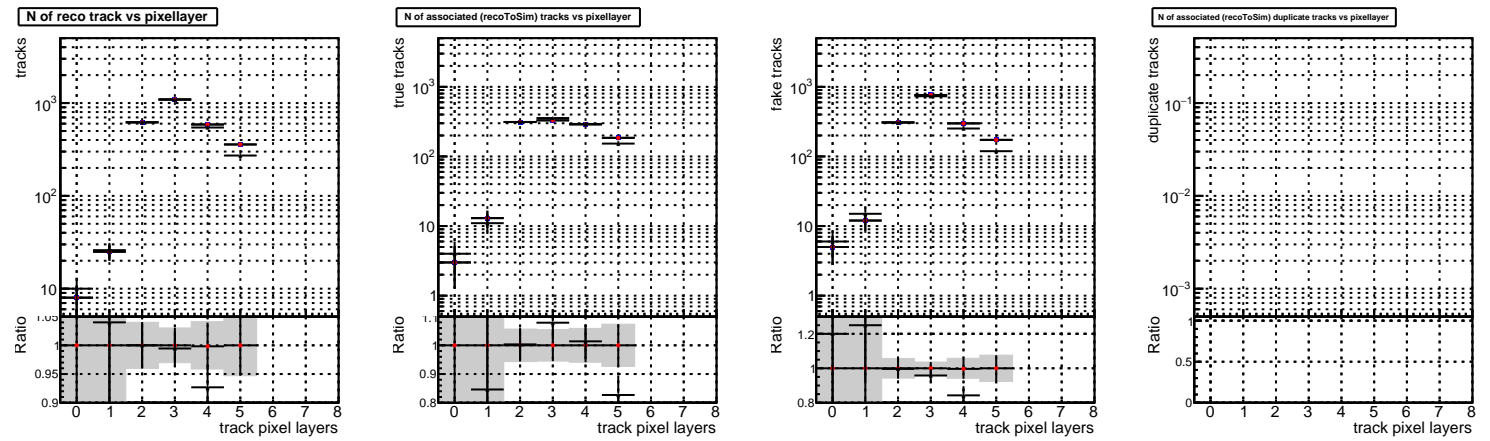 N of reco track vs pixellayer
tracks
10³
10²
10
Ratio
1.05
1
0.95
0.9
0 1 2 3 4 5 6 7 8
track pixel layers
N of associated (recoToSim) tracks vs pixellayer
true tracks
10³
10²
10
1
Ratio
1.1
1
0.9
0.8
0 1 2 3 4 5 6 7 8
track pixel layers
fake tracks
10³
10²
10
1
Ratio
1.2
1
0.8
0 1 2 3 4 5 6 7 8
track pixel layers
N of associated (recoToSim) duplicate tracks vs pixellayer
duplicate tracks
10⁻¹
10⁻²
10⁻³
Ratio
1
0.5
0
0 1 2 3 4 5 6 7 8
track pixel layers